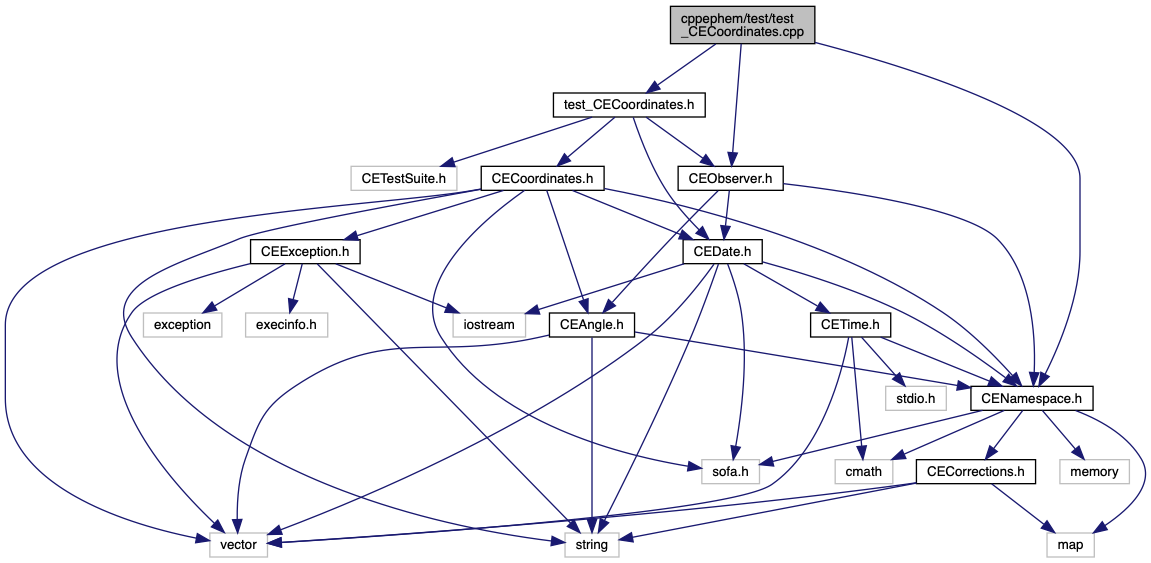 cppephem/test/test
_CECoordinates.cpp
test_CECoordinates.h
CETestSuite.h
CECoordinates.h
CEObserver.h
CEException.h
CEDate.h
exception
execinfo.h
iostream
CEAngle.h
CETime.h
stdio.h
CENamespace.h
sofa.h
cmath
CECorrections.h
memory
vector
string
map